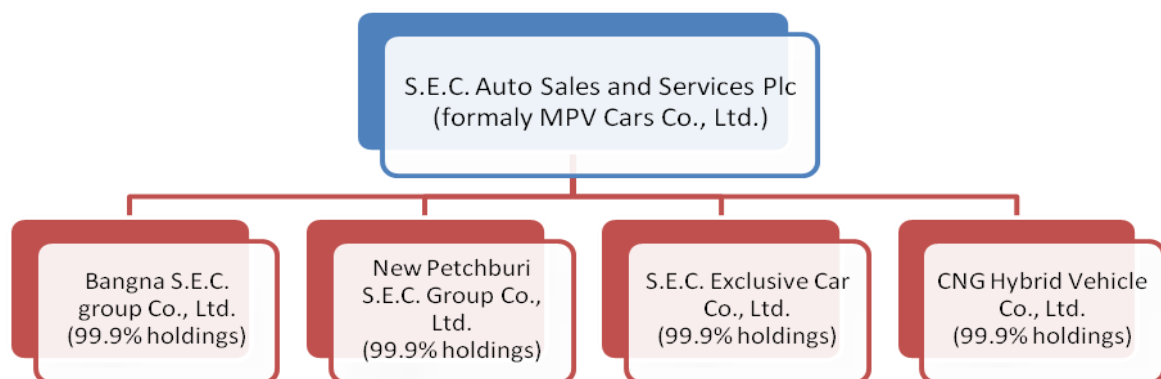 S.E.C. Auto Sales and Services Plc
(formaly MPV Cars Co., Ltd.)
Bangna S.E.C.
group Co., Ltd.
(99.9% holdings)
New Petchburi
S.E.C. Group Co.,
Ltd.
(99.9% holdings)
S.E.C. Exclusive Car
Co., Ltd.
(99.9% holdings)
CNG Hybrid Vehicle
Co., Ltd.
(99.9% holdings)